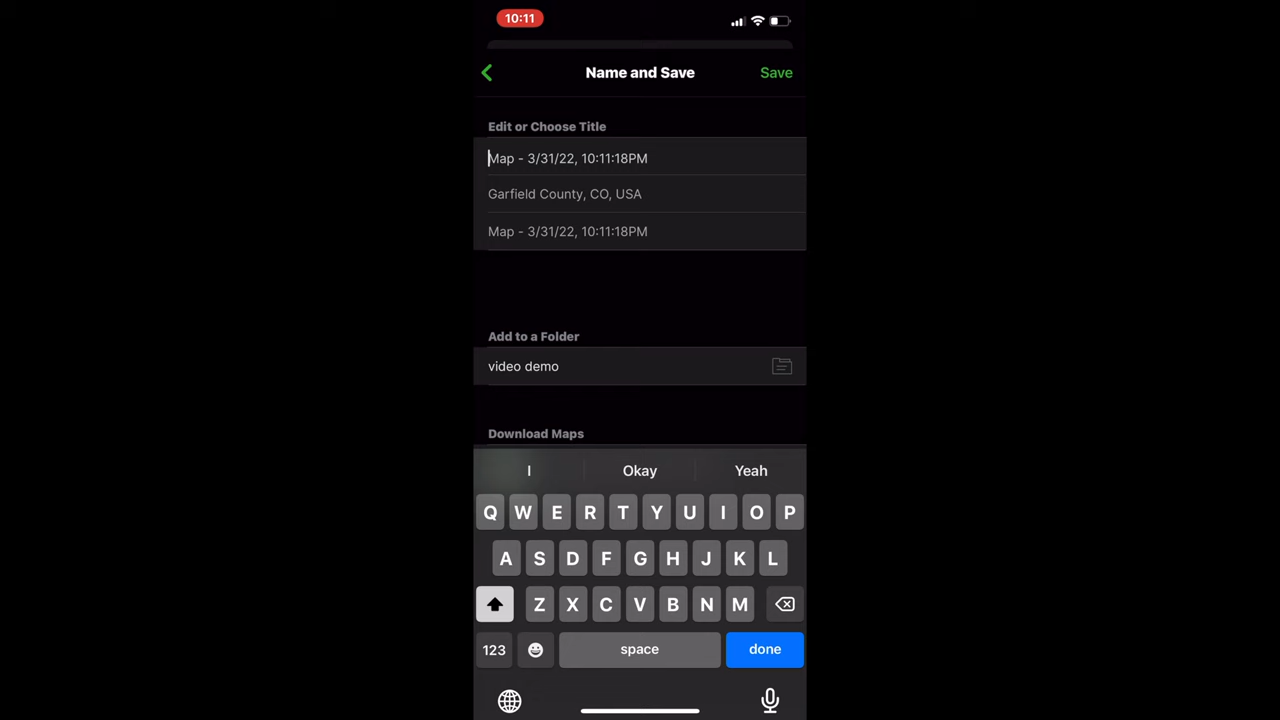 10:11
Name and Save
Save
Edit or Choose Title
Map - 3/31/22, 10:11:18PM
Garfield County, CO, USA
Map - 3/31/22, 10:11:18PM
Add to a Folder
video demo
Download Maps
I Okay Yeah
Q W E R T Y U I O P
A S D F G H J K L
Z X C V B N M
123 space done